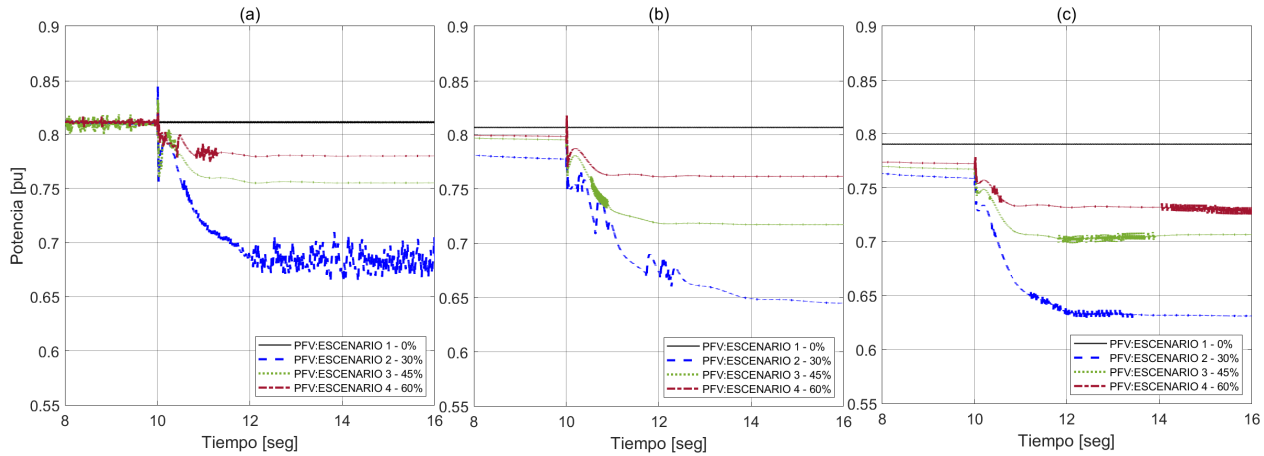 (a)
Potencia [pu]
0.9
0.85
0.8
0.75
0.7
0.65
0.6
0.55
8 10 12 14 16
Tiempo [seg]
PFV:ESCENARIO 1 - 0%
PFV:ESCENARIO 2 - 30%
PFV:ESCENARIO 3 - 45%
PFV:ESCENARIO 4 - 60%
(b)
0.9
0.85
0.8
0.75
0.7
0.65
0.6
0.55
8 10 12 14 16
Tiempo [seg]
PFV:ESCENARIO 1 - 0%
PFV:ESCENARIO 2 - 30%
PFV:ESCENARIO 3 - 45%
PFV:ESCENARIO 4 - 60%
(c)
0.9
0.85
0.8
0.75
0.7
0.65
0.6
0.55
8 10 12 14 16
Tiempo [seg]
PFV:ESCENARIO 1 - 0%
PFV:ESCENARIO 2 - 30%
PFV:ESCENARIO 3 - 45%
PFV:ESCENARIO 4 - 60%